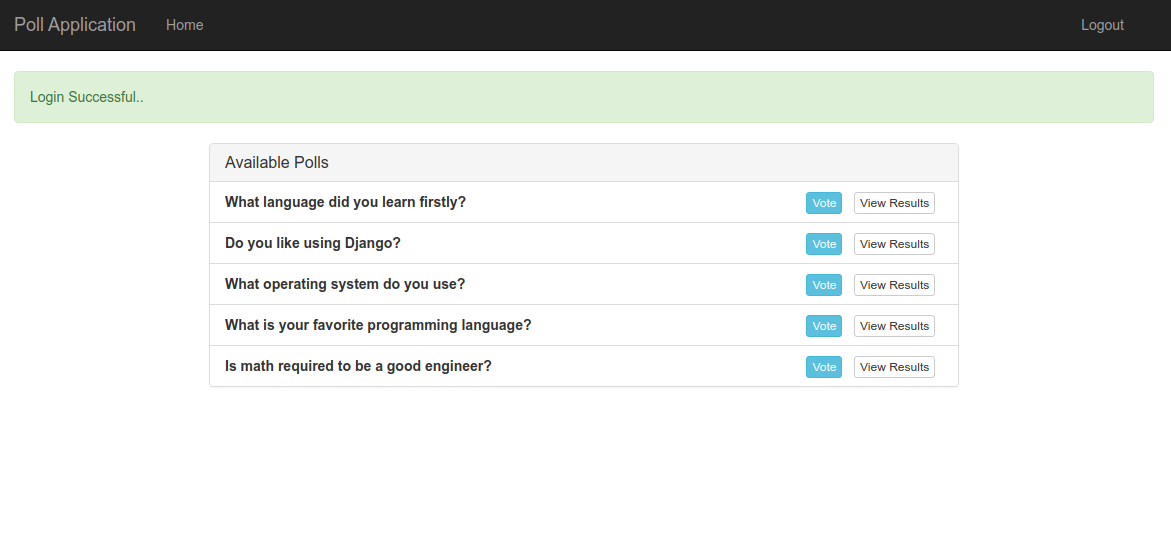 Poll Application Home Logout
Login Successful..
Available Polls
What language did you learn firstly? Vote View Results
Do you like using Django? Vote View Results
What operating system do you use? Vote View Results
What is your favorite programming language? Vote View Results
Is math required to be a good engineer? Vote View Results